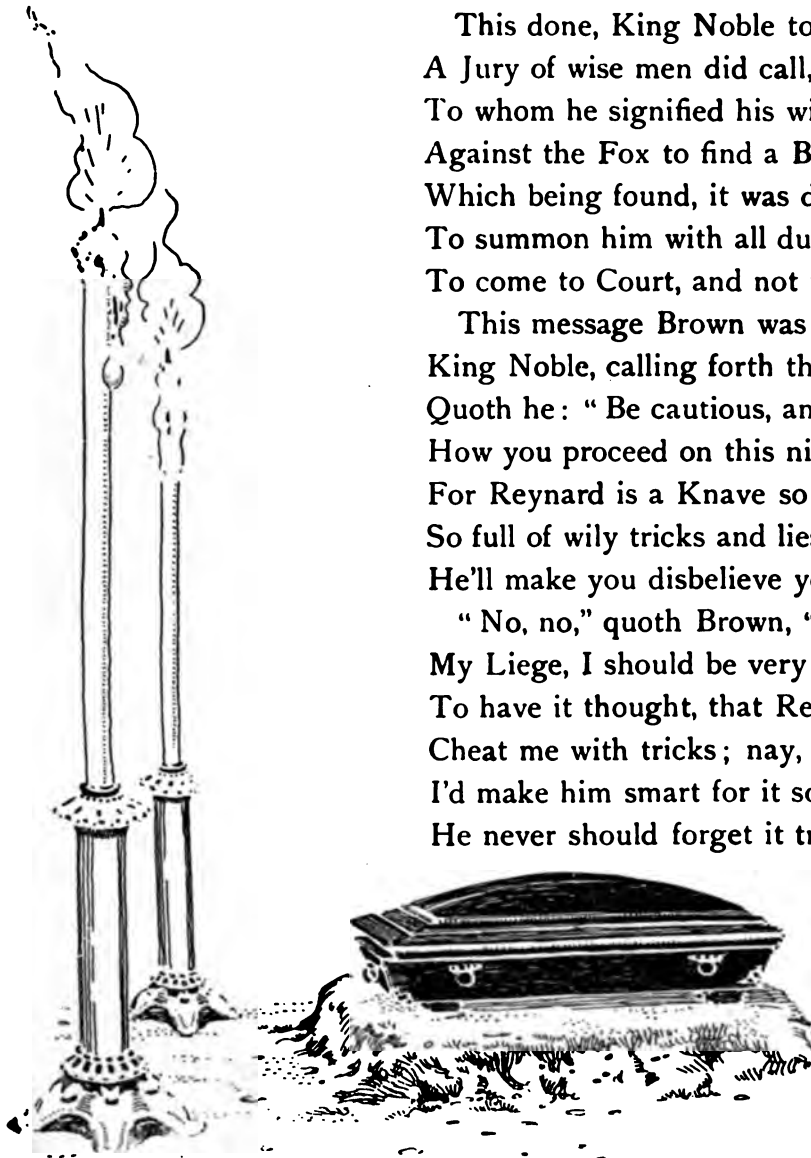 This done, King Noble
A Jury of wise men did call,
To whom he signified his
Against the Fox to find a
Which being found, it was
To summon him with all
To come to Court, and not
This message Brown was
King Noble, calling forth
Quoth he: “ Be cautious,
How you proceed on this
For Reynard is a Knave so
So full of wily tricks and
He'll make you disbelieve
“ No, no,” quoth Brown, “
My Liege, I should be very
To have it thought, that
Cheat me with tricks; nay,
I'd make him smart for it
He never should forget it